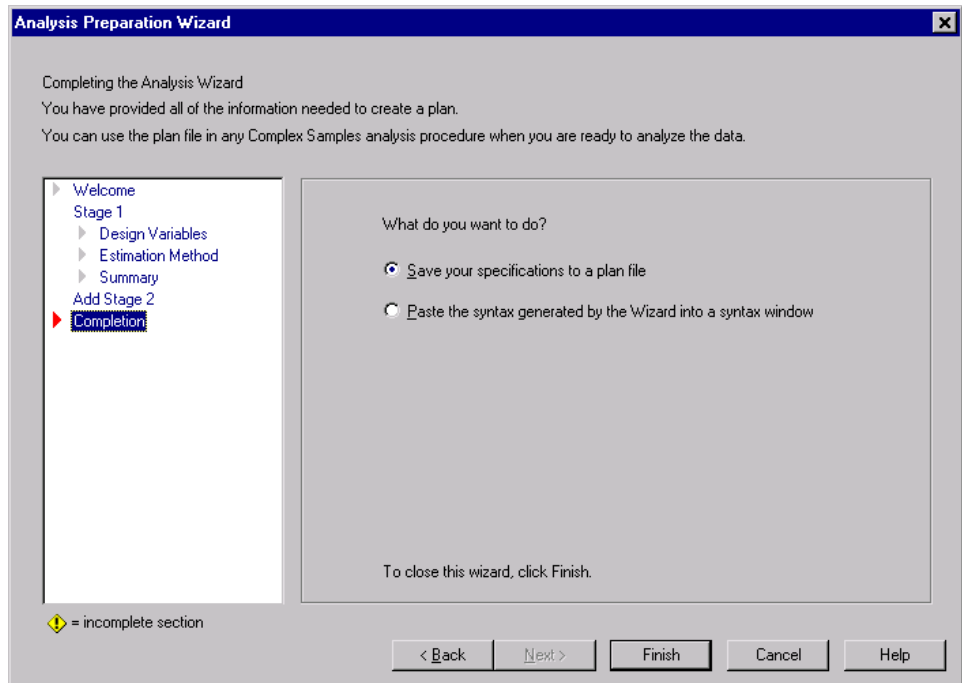 Analysis Preparation Wizard
Completing the Analysis Wizard
You have provided all of the information needed to create a plan.
You can use the plan file in any Complex Samples analysis procedure when you are ready to analyze the data.
Welcome
Stage 1
Design Variables
Estimation Method
Summary
Add Stage 2
Completion
What do you want to do?
Save your specifications to a plan file
Paste the syntax generated by the Wizard into a syntax window
To close this wizard, click Finish.
! = incomplete section
< Back
Next >
Finish
Cancel
Help